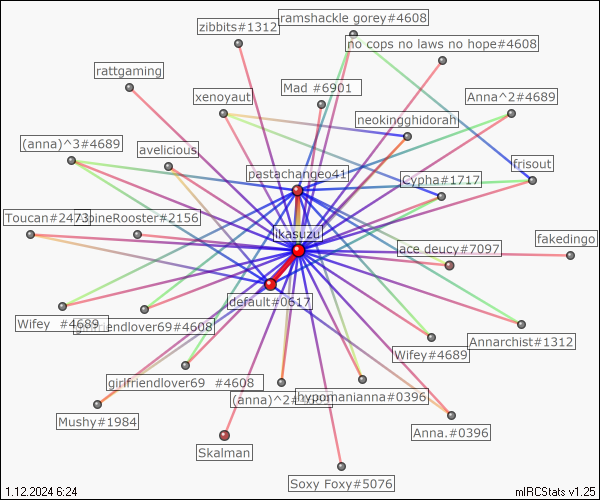 ramshackle gorey#4608
zibbits#1312
no cops no laws no hope#4608
rattgaming
Mad #6901
xenoyaut
Anna^2#4689
neokingghidorah
(anna)^3#4689
avelicious
frisout
pastachangeo41
Cypha#1717
Toucan#2473
pineRooster#2156
ikasuzu
fakedingo
ace deucy#7097
default#0617
Wifey #4689
girlfriendlover69#4608
Annarchist#1312
Wifey#4689
girlfriendlover69 #4608
(anna)^2#
hypomanianna#0396
Mushy#1984
Anna.#0396
Skalman
Soxy Foxy#5076
1.12.2024 6:24
mIRCStats v1.25